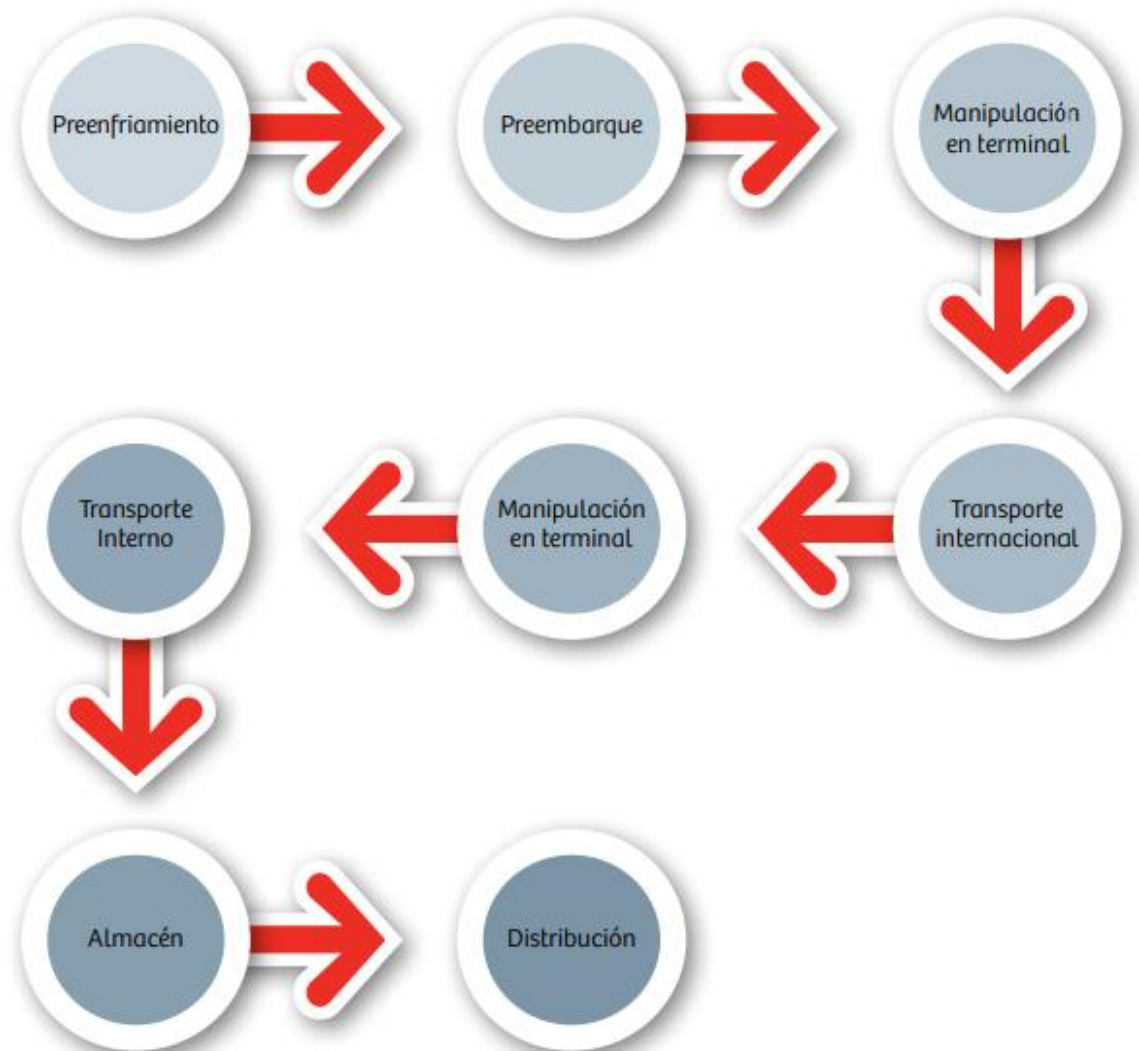 Preenfriamiento
Preembarque
Manipulación
en terminal
Transporte
internacional
Manipulación
en terminal
Transporte
Interno
Almacén
Distribución